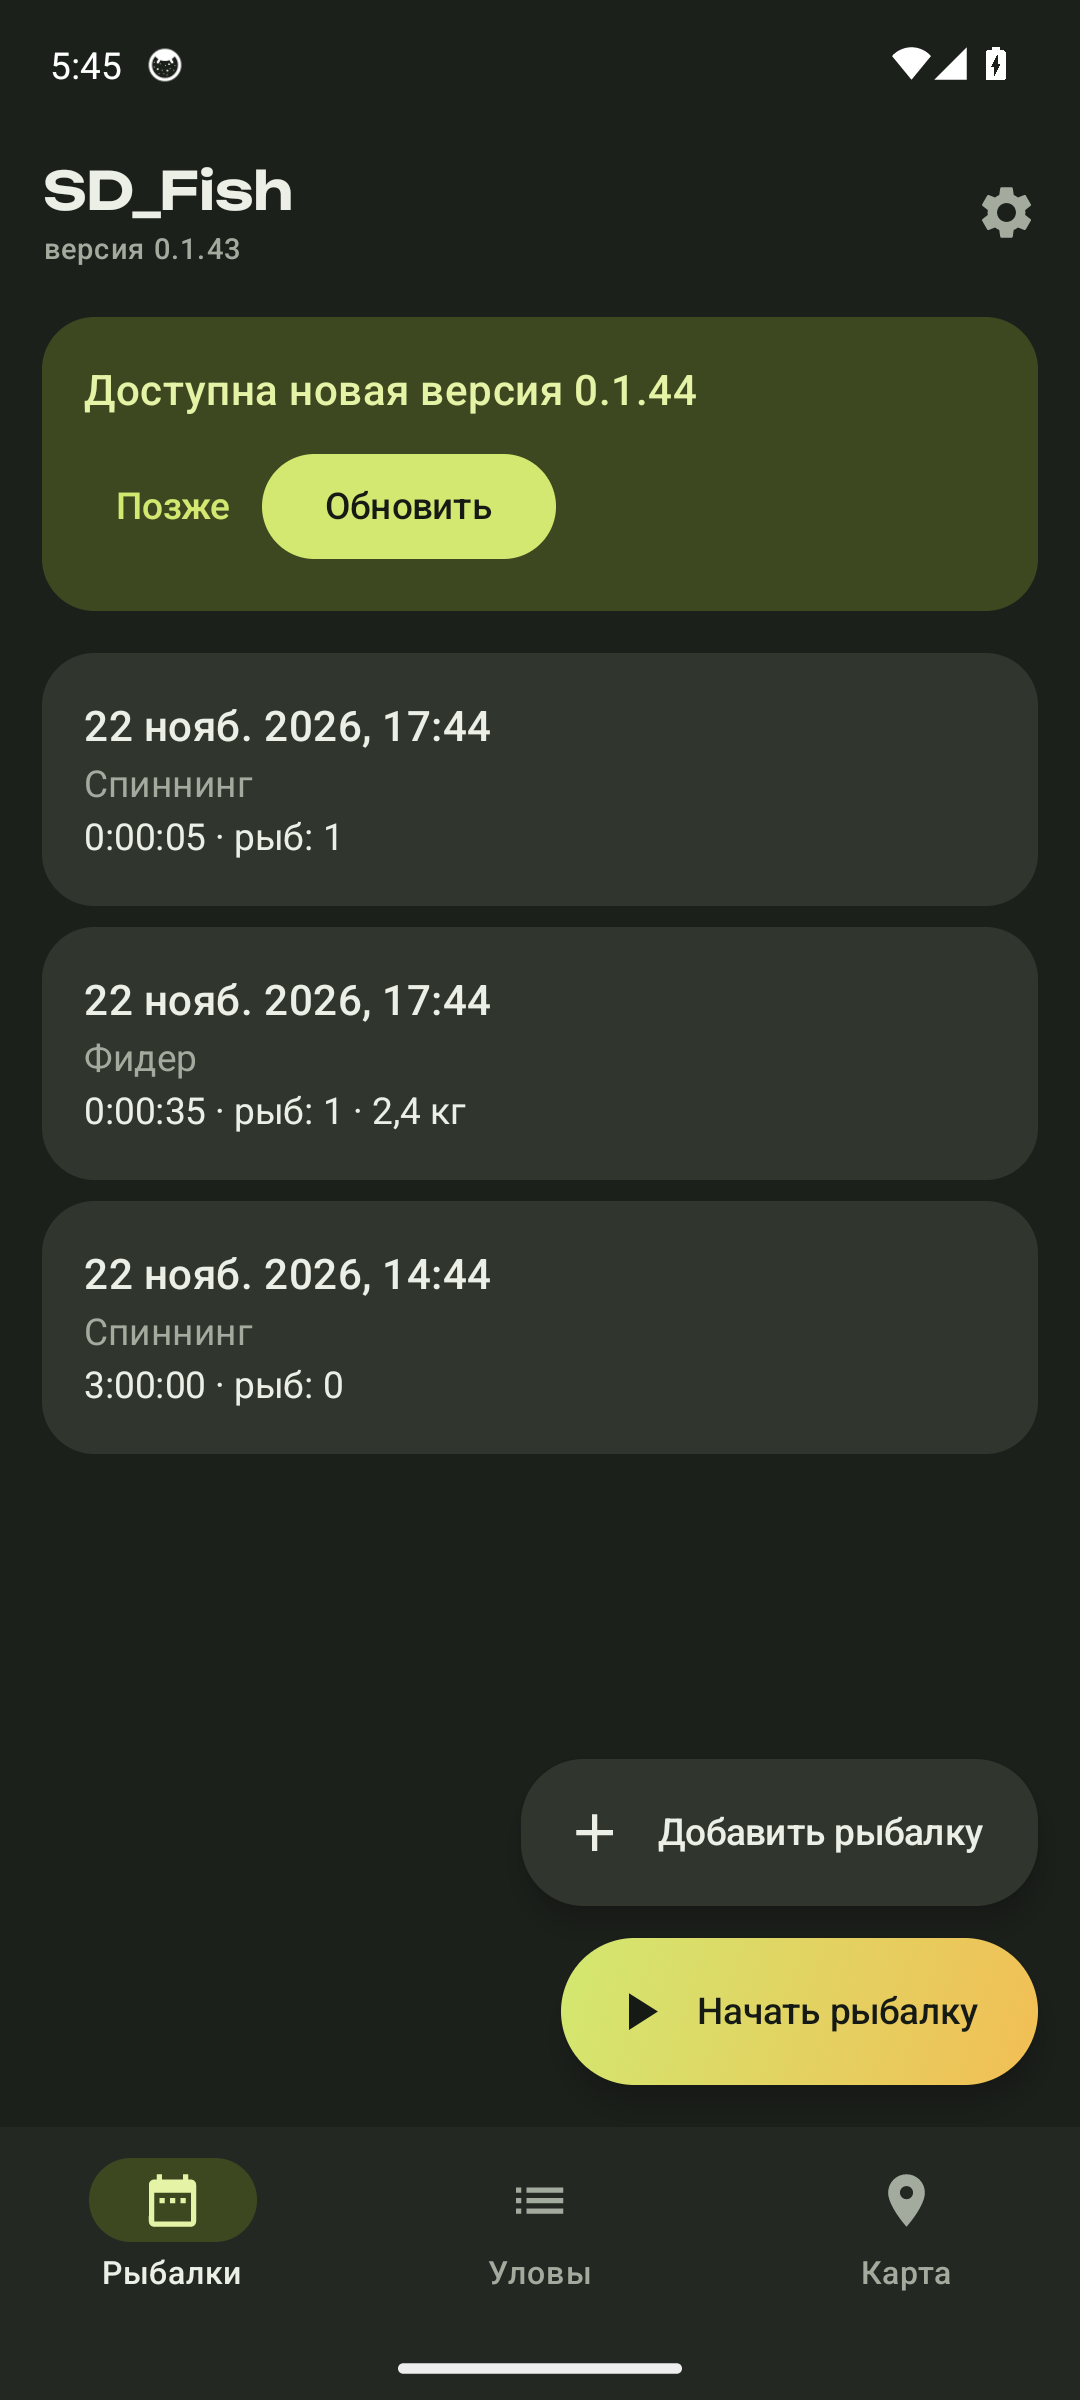 5:45
SD_Fish
версия 0.1.43
Доступна новая версия 0.1.44
Позже
Обновить
22 нояб. 2026, 17:44
Спиннинг
0:00:05 · рыб: 1
22 нояб. 2026, 17:44
Фидер
0:00:35 · рыб: 1 · 2,4 кг
22 нояб. 2026, 14:44
Спиннинг
3:00:00 · рыб: 0
Добавить рыбалку
Начать рыбалку
Рыбалки
Уловы
Карта